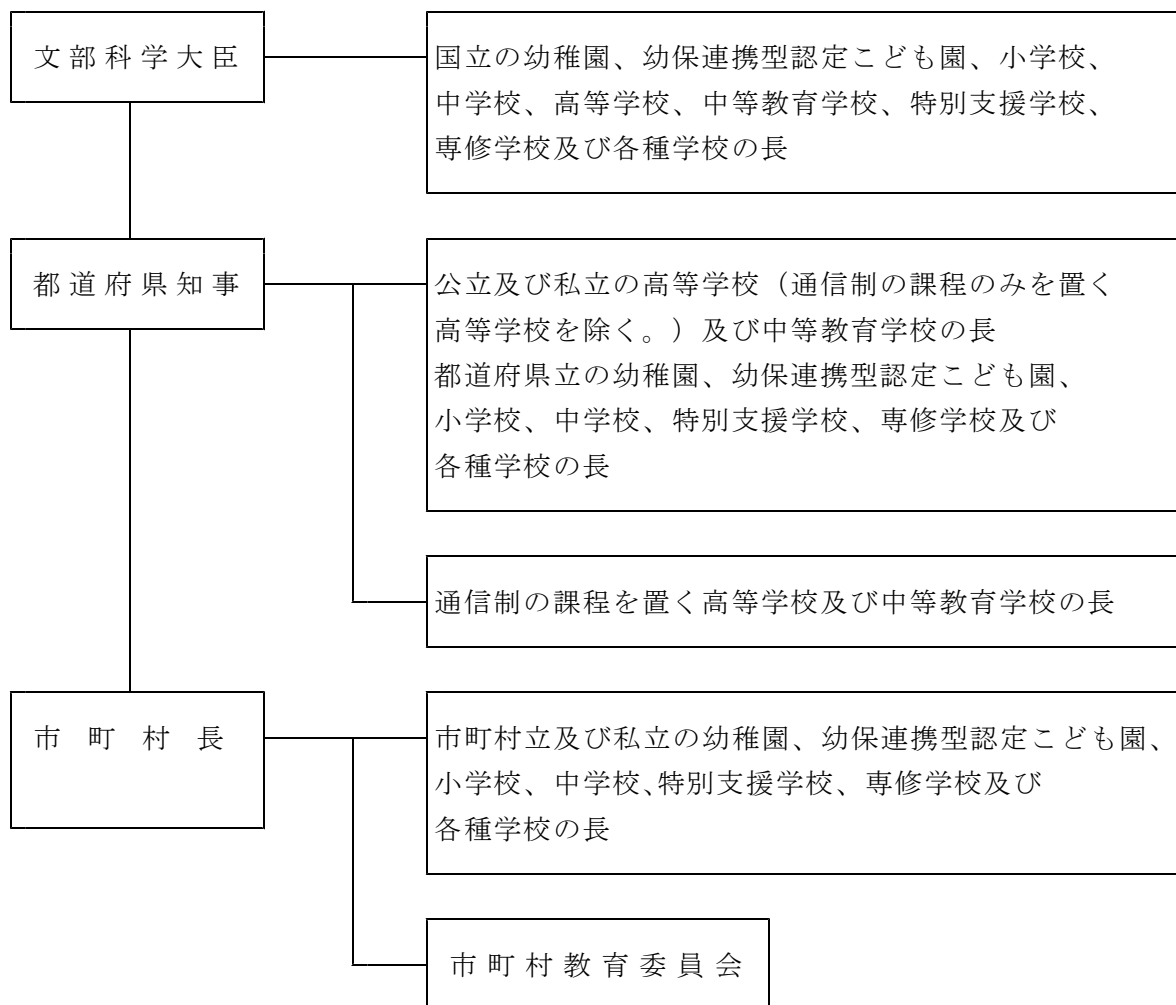 文部科学大臣
国立の幼稚園、幼保連携型認定こども園、小学校、
中学校、高等学校、中等教育学校、特別支援学校、
専修学校及び各種学校の長
都道府県知事
公立及び私立の高等学校（通信制の課程のみを置く
高等学校を除く。）及び中等教育学校の長
都道府県立の幼稚園、幼保連携型認定こども園、
小学校、中学校、特別支援学校、専修学校及び
各種学校の長
通信制の課程を置く高等学校及び中等教育学校の長
市町村長
市町村立及び私立の幼稚園、幼保連携型認定こども園、
小学校、中学校、特別支援学校、専修学校及び
各種学校の長
市町村教育委員会